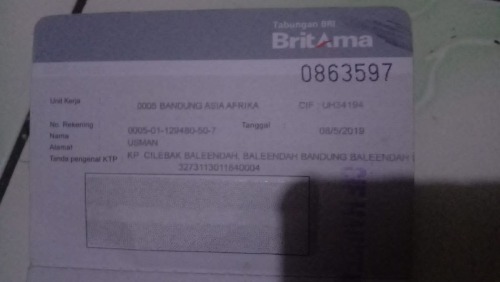 Tabungan BRI
BritAma
0863597
Unit Kerja 0005 BANDUNG ASIA AFRIKA CIF : UH34194
No. Rekening 0005-01-129480-50-7 Tanggal 08/5/2019
Nama USMAN
Alamat KP. CILEBAK BALEENDAH, BALEENDAH BANDUNG BALEENDAH
Tanda pengenal KTP 3273113011840004